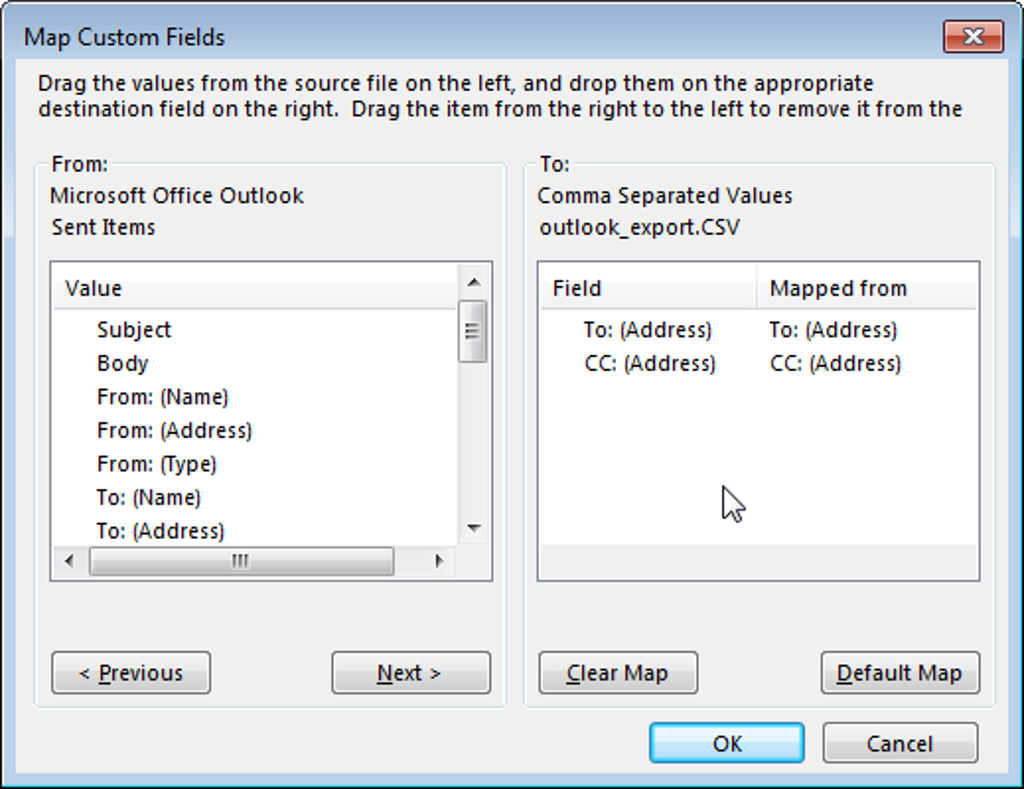 Map Custom Fields
Drag the values from the source file on the left, and drop them on the appropriate
destination field on the right.  Drag the item from the right to the left to remove it from the
From:
Microsoft Office Outlook
Sent Items
Value
Subject
Body
From: (Name)
From: (Address)
From: (Type)
To: (Name)
To: (Address)
< Previous
Next >
To:
Comma Separated Values
outlook_export.CSV
Field Mapped from
To: (Address) To: (Address)
CC: (Address) CC: (Address)
Clear Map
Default Map
OK
Cancel